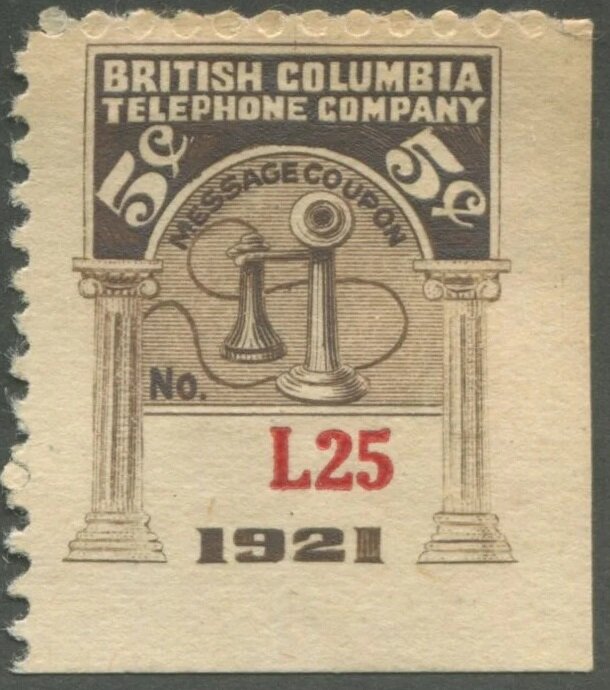 BRITISH COLUMBIA
TELEPHONE COMPANY
5¢ 5¢
MESSAGE COUPON
No.
L25
1921